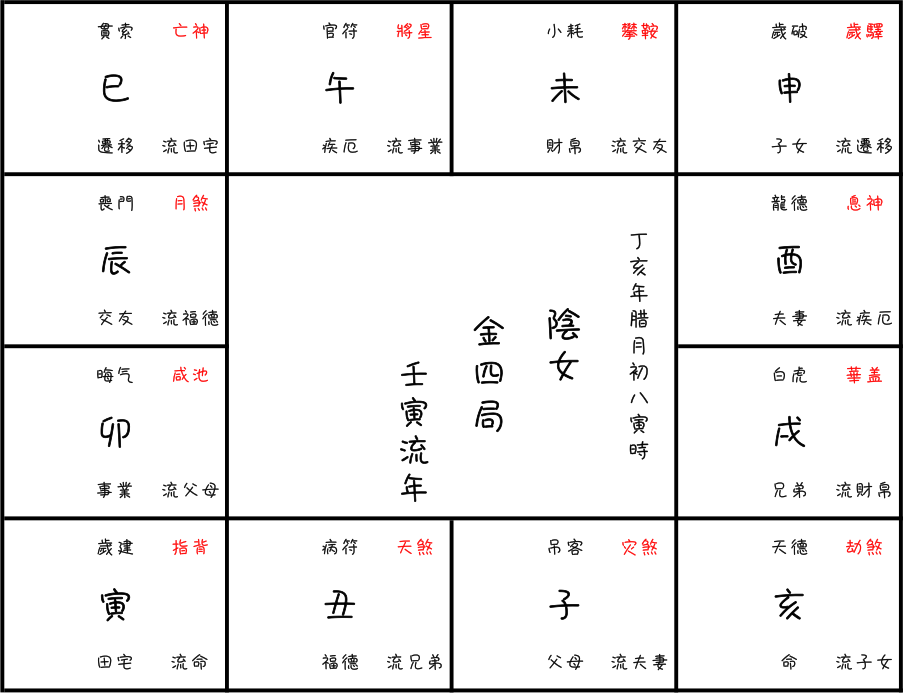 貫索 亡神
巳
遷移 流田宅
官符 將星
午
疾厄 流事業
小耗 攀鞍
未
財帛 流交友
歲破 歲驛
申
子女 流遷移
喪門 月煞
辰
交友 流福德
龍德 息神
酉
夫妻 流疾厄
丁亥年腊月初八寅時
陰女
金四局
壬寅流年
晦气 咸池
卯
事業 流父母
白虎 華盖
戌
兄弟 流財帛
歲建 指背
寅
田宅 流命
病符 天煞
丑
福德 流兄弟
吊客 灾煞
子
父母 流夫妻
天德 劫煞
亥
命 流子女